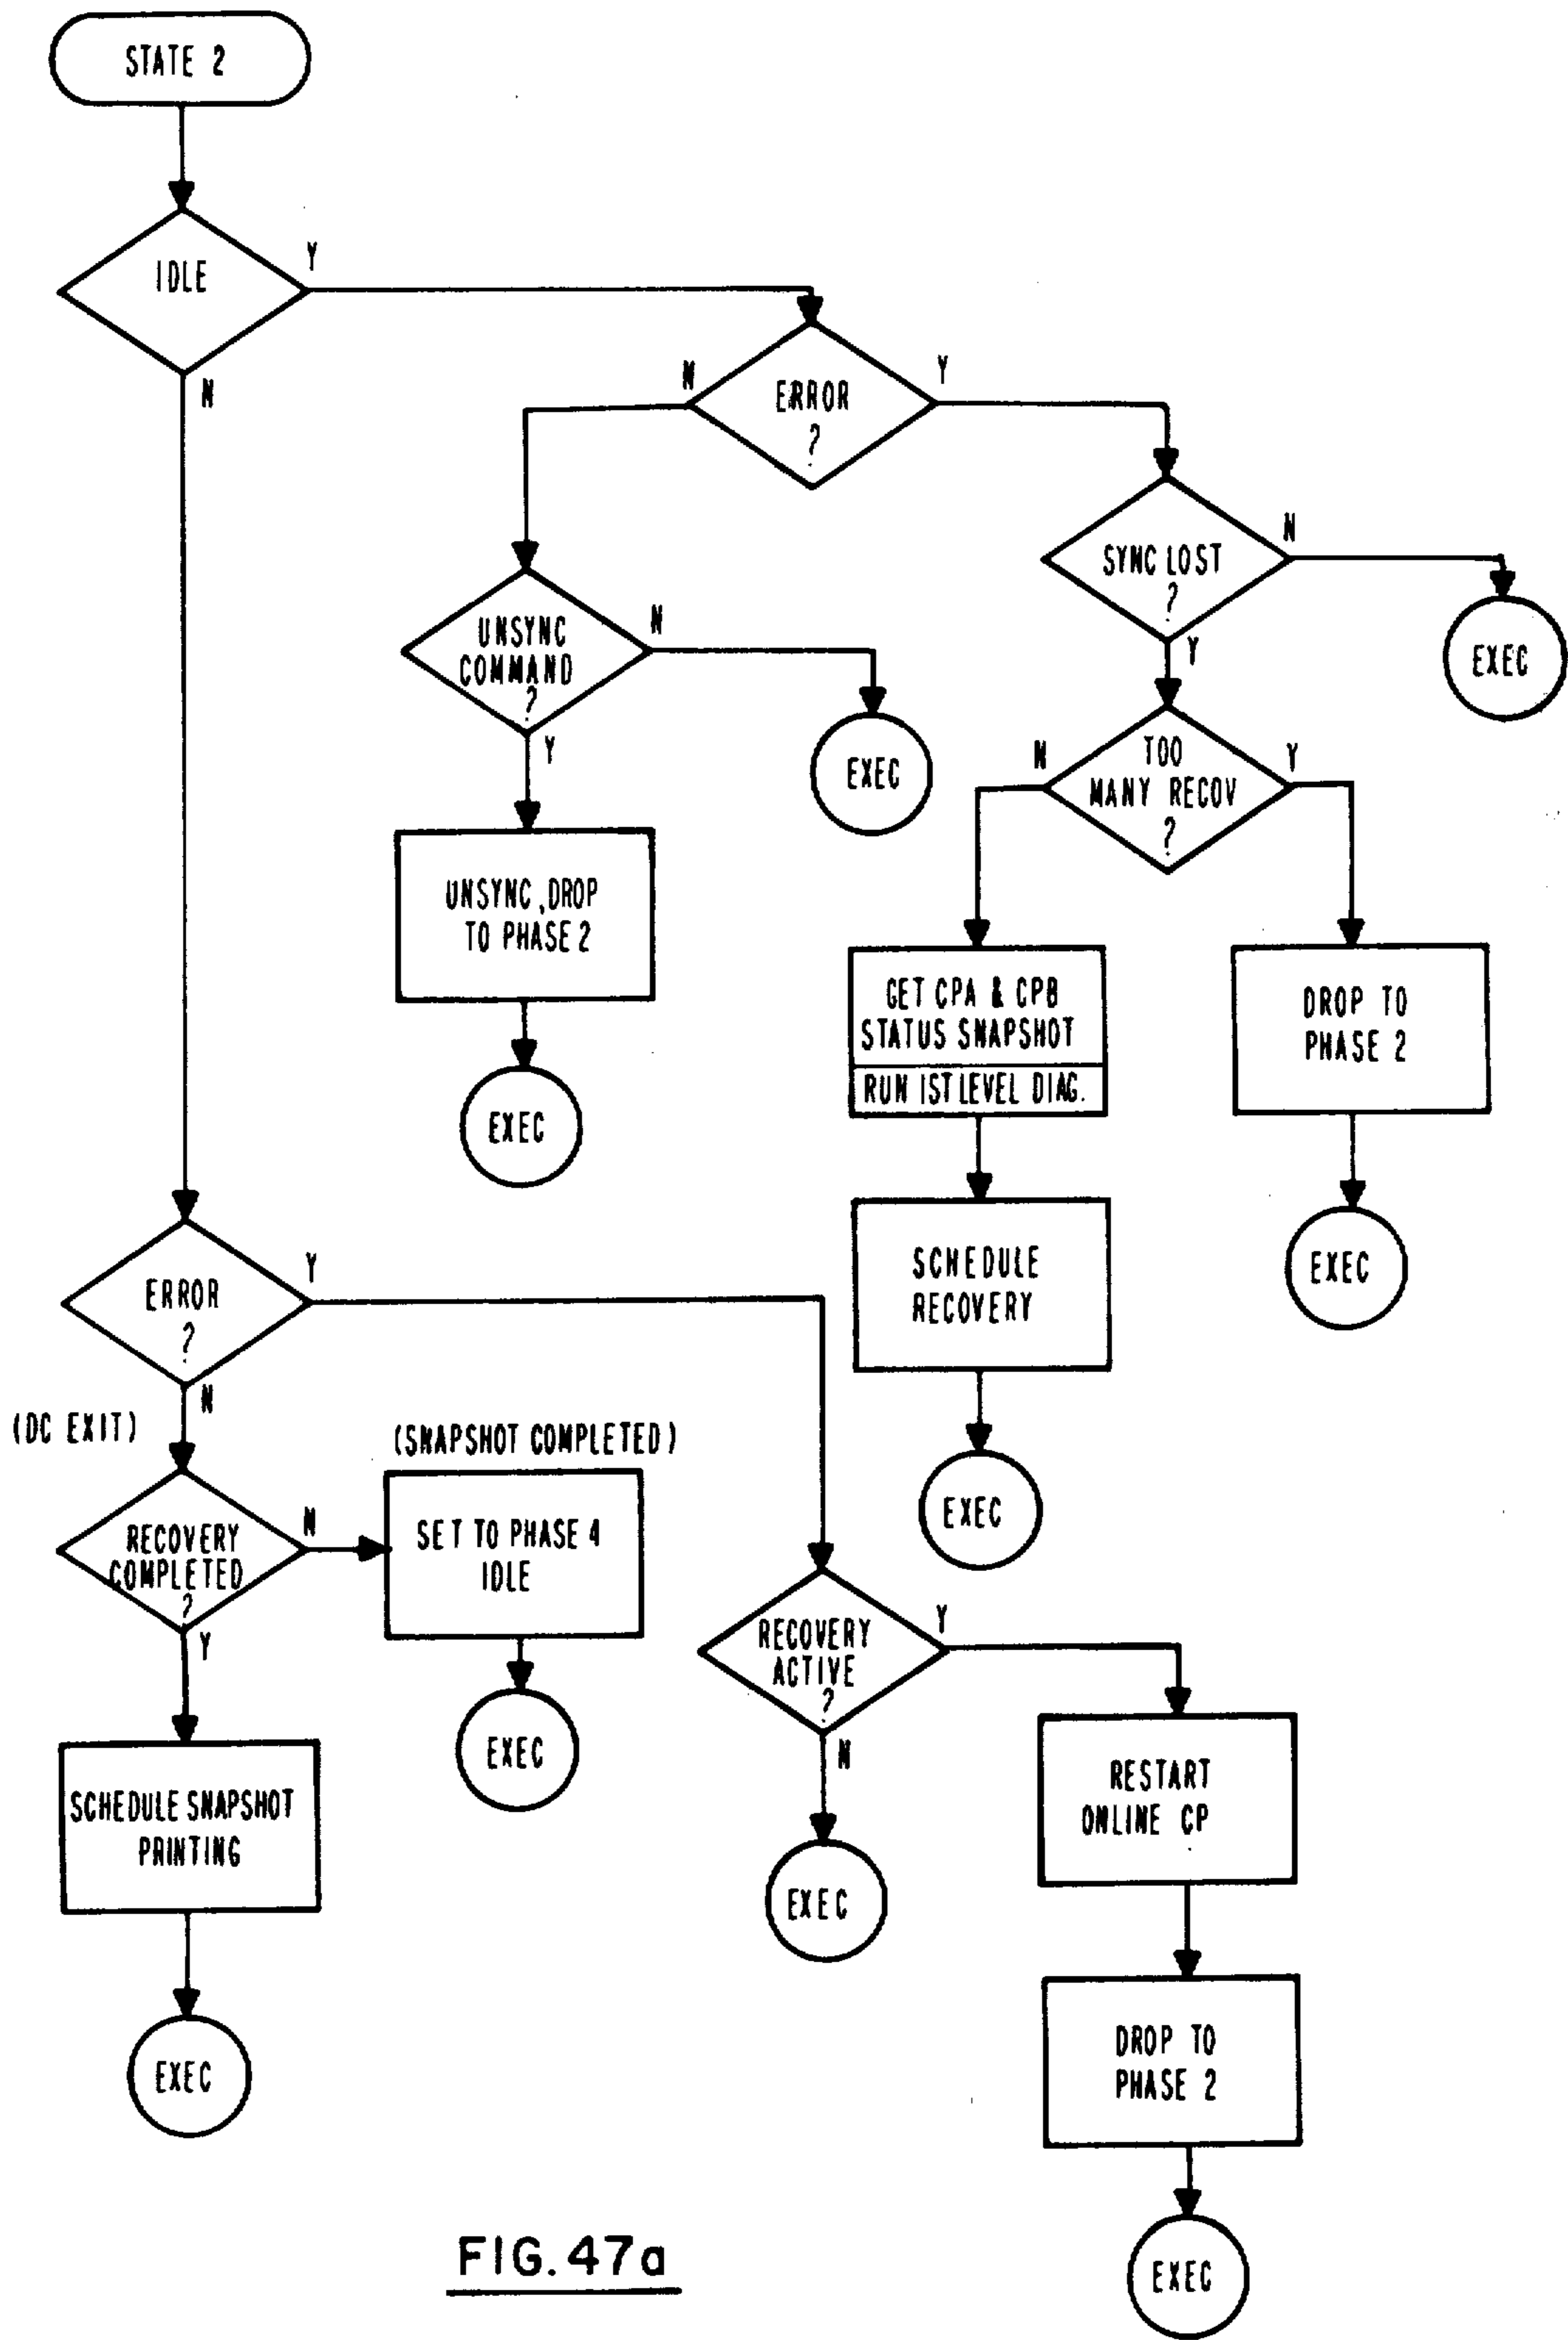 STATE 2
IDLE
Y
N
ERROR
?
N
Y
SYNC LOST
?
N
Y
EXEC
UNSYNC
COMMAND
?
N
Y
EXEC
TOO
MANY RECOV
?
N
Y
UNSYNC, DROP
TO PHASE 2
EXEC
GET CPA & CPB
STATUS SNAPSHOT
RUN 1ST LEVEL DIAG.
DROP TO
PHASE 2
EXEC
SCHEDULE
RECOVERY
EXEC
ERROR
?
Y
N
(DC EXIT)
(SNAPSHOT COMPLETED)
RECOVERY
COMPLETED
?
N
Y
SET TO PHASE 4
IDLE
EXEC
RECOVERY
ACTIVE
?
Y
N
EXEC
SCHEDULE SNAPSHOT
PRINTING
EXEC
RESTART
ONLINE CP
DROP TO
PHASE 2
EXEC
FIG. 47a